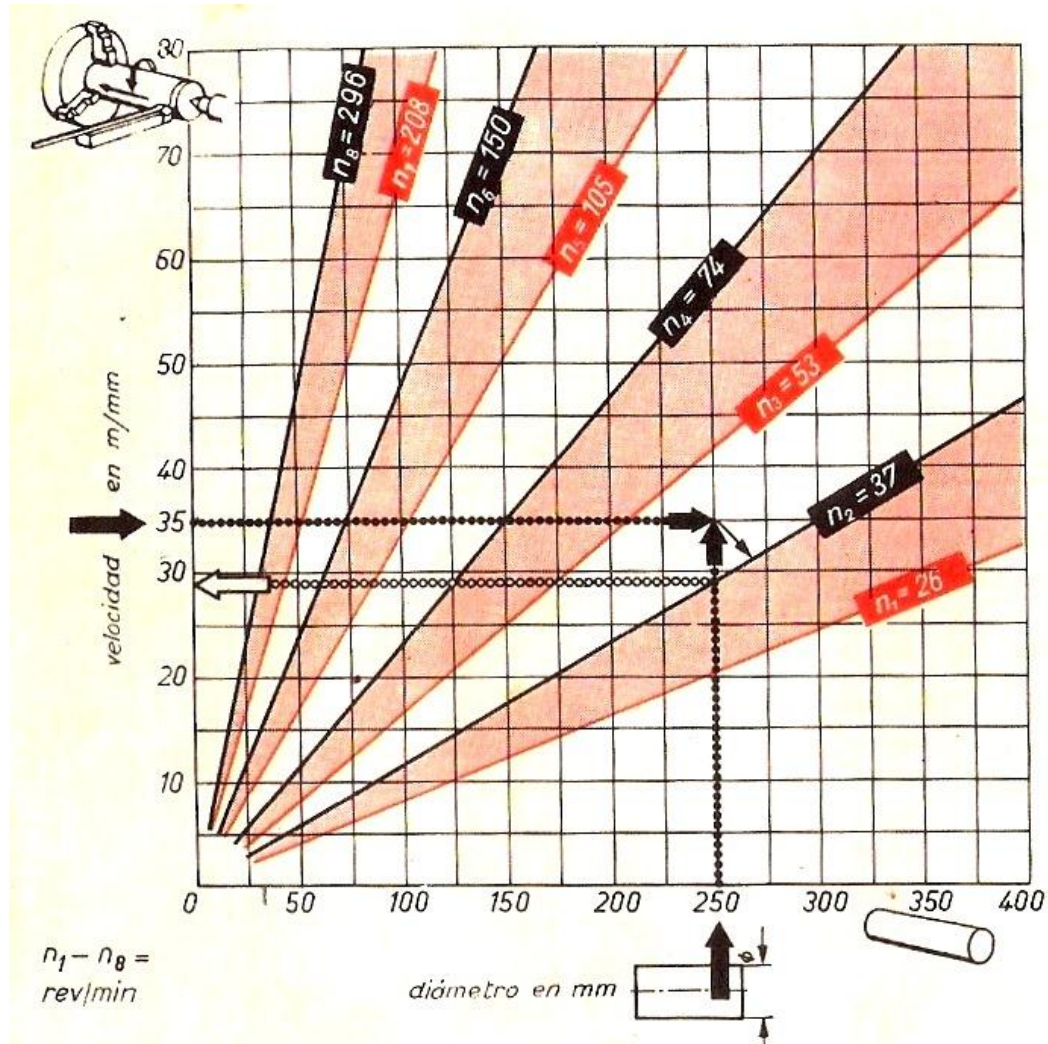 80
70
60
50
40
35
30
20
10
velocidad en m/mm
n8 = 296
n7 = 208
n6 = 150
n5 = 105
n4 = 74
n3 = 53
n2 = 37
n1 = 26
0 50 100 150 200 250 300 350 400
n1 – n8 =
rev/min
diámetro en mm
ø